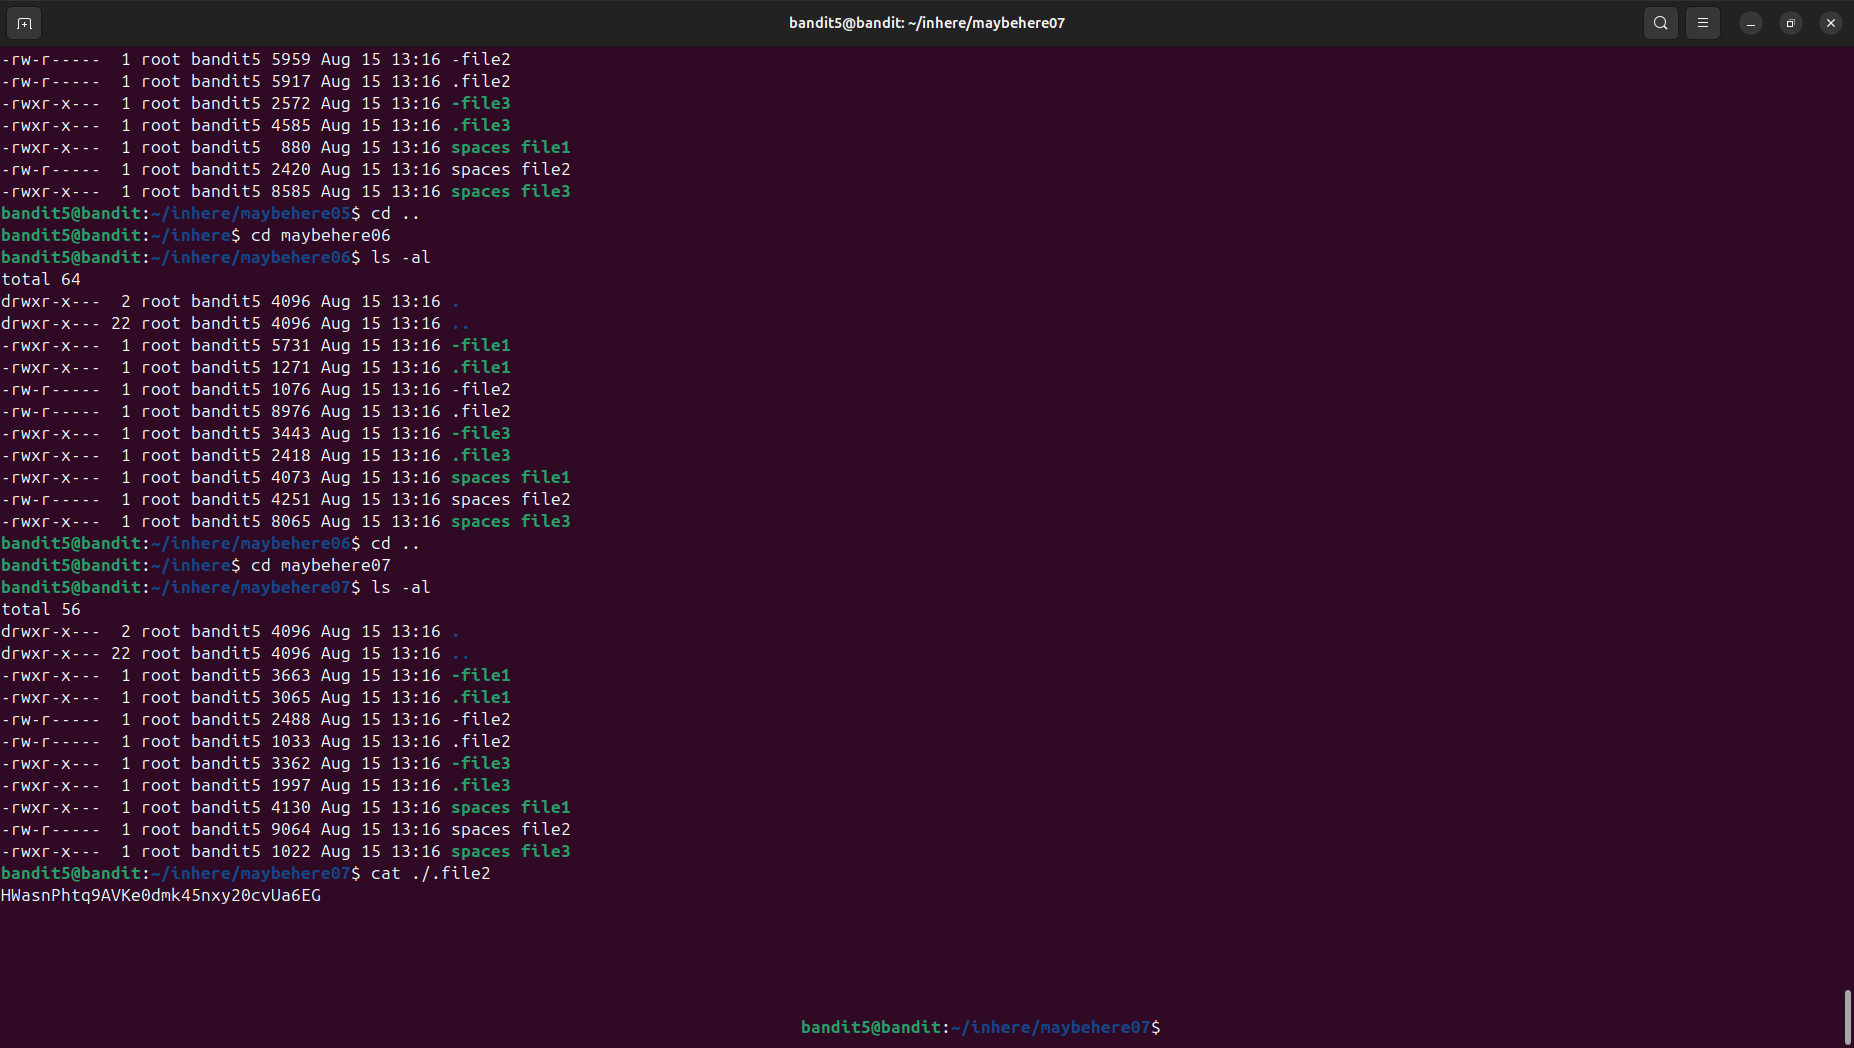 bandit5@bandit: ~/inhere/maybehere07
-rw-r-----  1 root bandit5 5959 Aug 15 13:16 -file2
-rw-r-----  1 root bandit5 5917 Aug 15 13:16 .file2
-rwxr-x---  1 root bandit5 2572 Aug 15 13:16 -file3
-rwxr-x---  1 root bandit5 4585 Aug 15 13:16 .file3
-rwxr-x---  1 root bandit5  880 Aug 15 13:16 spaces file1
-rw-r-----  1 root bandit5 2420 Aug 15 13:16 spaces file2
-rwxr-x---  1 root bandit5 8585 Aug 15 13:16 spaces file3
bandit5@bandit:~/inhere/maybehere05$ cd ..
bandit5@bandit:~/inhere$ cd maybehere06
bandit5@bandit:~/inhere/maybehere06$ ls -al
total 64
drwxr-x---  2 root bandit5 4096 Aug 15 13:16 .
drwxr-x--- 22 root bandit5 4096 Aug 15 13:16 ..
-rwxr-x---  1 root bandit5 5731 Aug 15 13:16 -file1
-rwxr-x---  1 root bandit5 1271 Aug 15 13:16 .file1
-rw-r-----  1 root bandit5 1076 Aug 15 13:16 -file2
-rw-r-----  1 root bandit5 8976 Aug 15 13:16 .file2
-rwxr-x---  1 root bandit5 3443 Aug 15 13:16 -file3
-rwxr-x---  1 root bandit5 2418 Aug 15 13:16 .file3
-rwxr-x---  1 root bandit5 4073 Aug 15 13:16 spaces file1
-rw-r-----  1 root bandit5 4251 Aug 15 13:16 spaces file2
-rwxr-x---  1 root bandit5 8065 Aug 15 13:16 spaces file3
bandit5@bandit:~/inhere/maybehere06$ cd ..
bandit5@bandit:~/inhere$ cd maybehere07
bandit5@bandit:~/inhere/maybehere07$ ls -al
total 56
drwxr-x---  2 root bandit5 4096 Aug 15 13:16 .
drwxr-x--- 22 root bandit5 4096 Aug 15 13:16 ..
-rwxr-x---  1 root bandit5 3663 Aug 15 13:16 -file1
-rwxr-x---  1 root bandit5 3065 Aug 15 13:16 .file1
-rw-r-----  1 root bandit5 2488 Aug 15 13:16 -file2
-rw-r-----  1 root bandit5 1033 Aug 15 13:16 .file2
-rwxr-x---  1 root bandit5 3362 Aug 15 13:16 -file3
-rwxr-x---  1 root bandit5 1997 Aug 15 13:16 .file3
-rwxr-x---  1 root bandit5 4130 Aug 15 13:16 spaces file1
-rw-r-----  1 root bandit5 9064 Aug 15 13:16 spaces file2
-rwxr-x---  1 root bandit5 1022 Aug 15 13:16 spaces file3
bandit5@bandit:~/inhere/maybehere07$ cat ./.file2
HWasnPhtq9AVKe0dmk45nxy20cvUa6EG
bandit5@bandit:~/inhere/maybehere07$